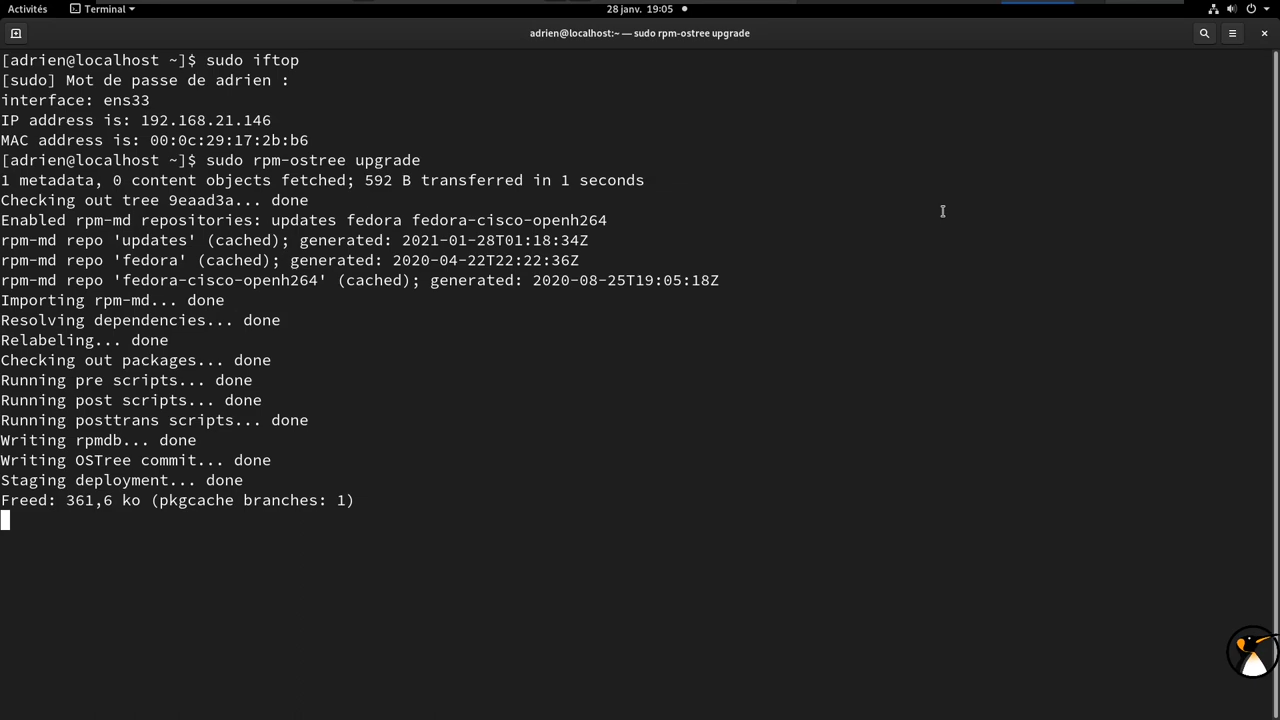 Activités Terminal 28 janv. 19:05
adrien@localhost:~ — sudo rpm-ostree upgrade
[adrien@localhost ~]$ sudo iftop
[sudo] Mot de passe de adrien :
interface: ens33
IP address is: 192.168.21.146
MAC address is: 00:0c:29:17:2b:b6
[adrien@localhost ~]$ sudo rpm-ostree upgrade
1 metadata, 0 content objects fetched; 592 B transferred in 1 seconds
Checking out tree 9eaad3a... done
Enabled rpm-md repositories: updates fedora fedora-cisco-openh264
rpm-md repo 'updates' (cached); generated: 2021-01-28T01:18:34Z
rpm-md repo 'fedora' (cached); generated: 2020-04-22T22:22:36Z
rpm-md repo 'fedora-cisco-openh264' (cached); generated: 2020-08-25T19:05:18Z
Importing rpm-md... done
Resolving dependencies... done
Relabeling... done
Checking out packages... done
Running pre scripts... done
Running post scripts... done
Running posttrans scripts... done
Writing rpmdb... done
Writing OSTree commit... done
Staging deployment... done
Freed: 361,6 ko (pkgcache branches: 1)